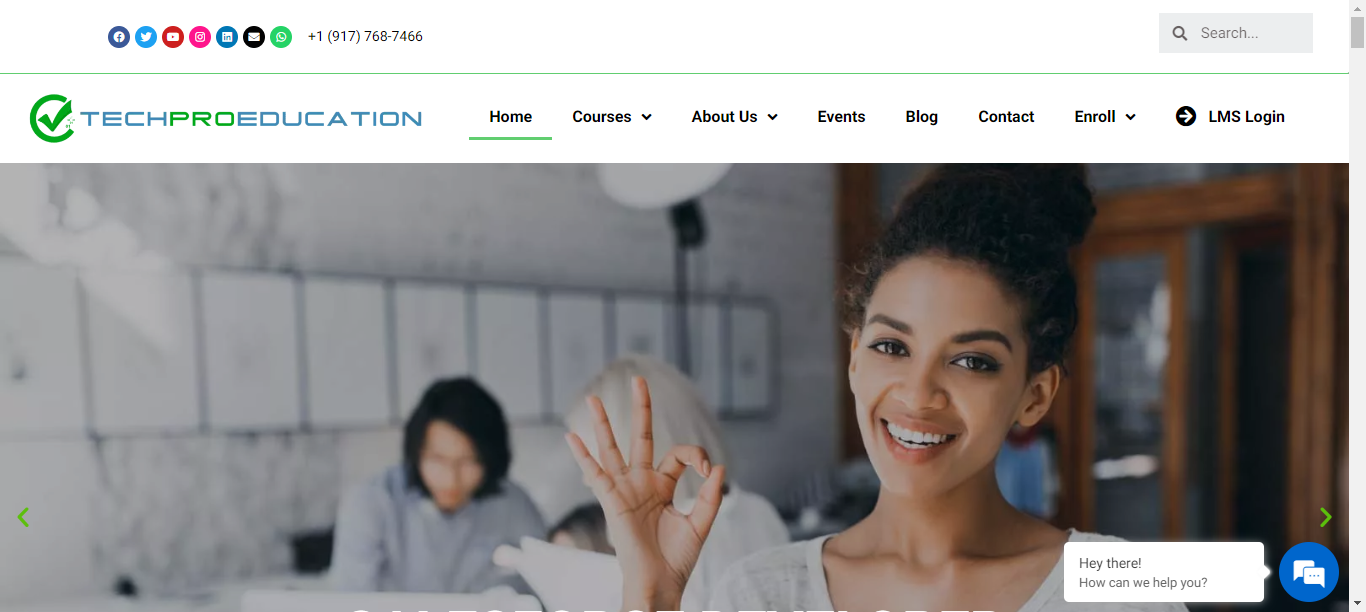 +1 (917) 768-7466
Search...
TECHPROEDUCATION
Home Courses About Us Events Blog Contact Enroll LMS Login
Hey there!
How can we help you?